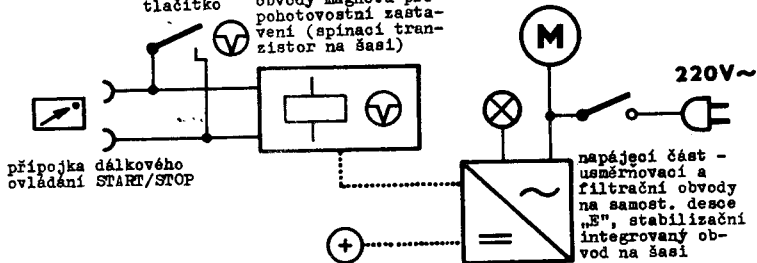 tlačítko
obvody magnetu pro
pohotovostní zasta-
vení (spínací tran-
zistor na šasi)
M
220V~
přípojka dálkového
ovládání START/STOP
napájecí část -
usměrňovací a
filtrační obvody
na samost. desce
„E", stabilizační
integrovaný ob-
vod na šasi